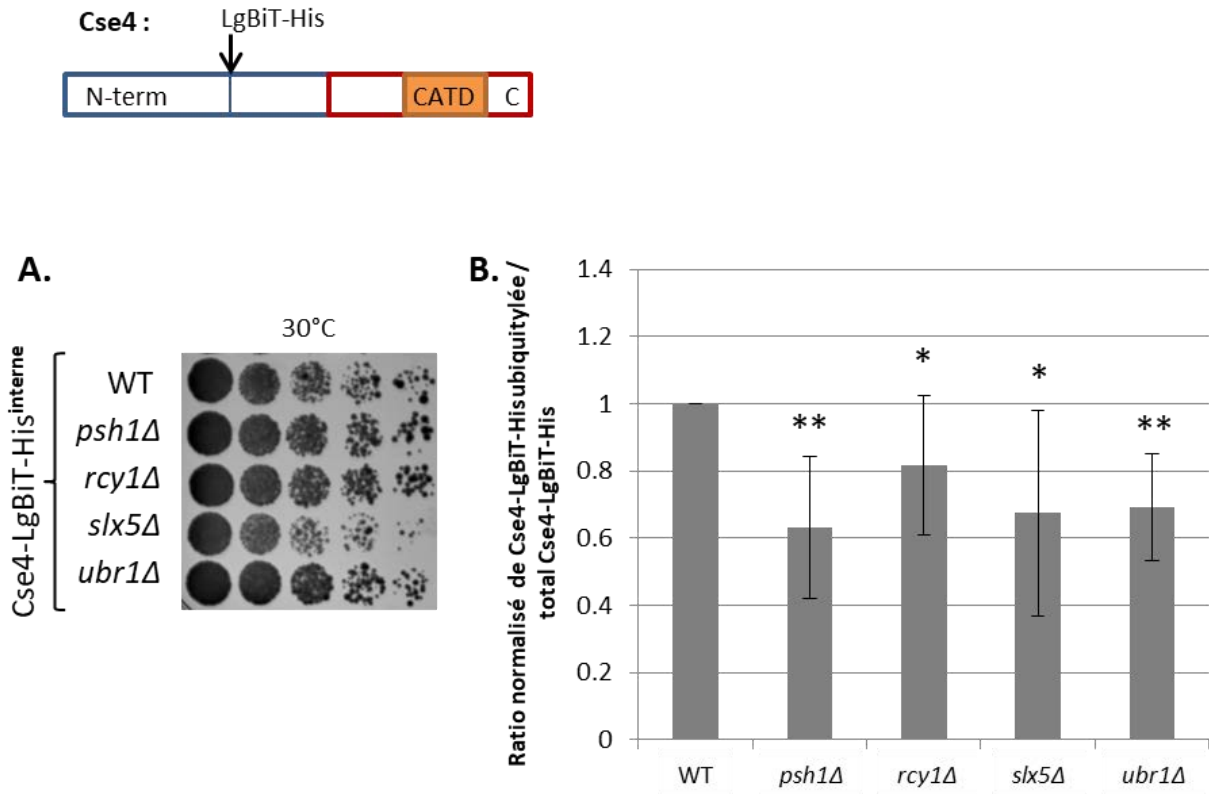 Cse4 : LgBiT-His
N-term CATD C
A.
30°C
Cse4-LgBiT-Hisinterne
WT
psh1Δ
rcy1Δ
slx5Δ
ubr1Δ
B.
Ratio normalisé de Cse4-LgBiT-Hisubiquitylée /
total Cse4-LgBiT-His
1.4
1.2
1
0.8
0.6
0.4
0.2
0
** * * **
WT psh1Δ rcy1Δ slx5Δ ubr1Δ